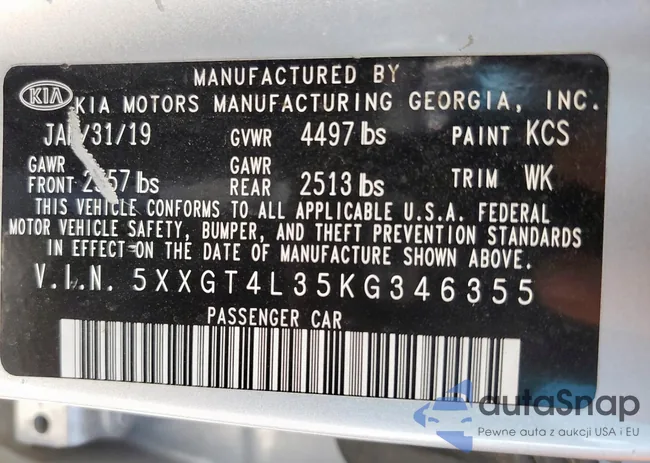 MANUFACTURED BY
KIA KIA MOTORS MANUFACTURING GEORGIA, INC.
/31/19 GVWR 4497 lbs PAINT KCS
GAWR FRONT lbs GAWR REAR 2513 lbs TRIM WK
THIS VEHICLE CONFORMS TO ALL APPLICABLE U.S.A. FEDERAL
MOTOR VEHICLE SAFETY, BUMPER, AND THEFT PREVENTION STANDARDS
IN EFFECT ON THE DATE OF MANUFACTURE SHOWN ABOVE.
V.I.N. 5XXGT4L35KG346355
PASSENGER CAR
autaSnap
Pewne auta z aukcji USA i EU